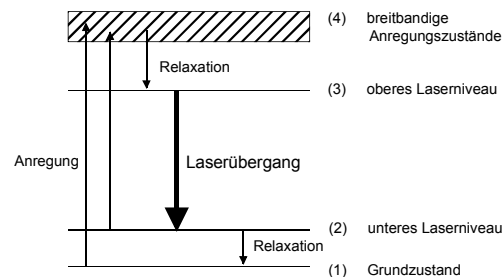 (4) breitbandige
Anregungszustände
Relaxation
(3) oberes Laserniveau
Anregung
Laserübergang
(2) unteres Laserniveau
Relaxation
(1) Grundzustand